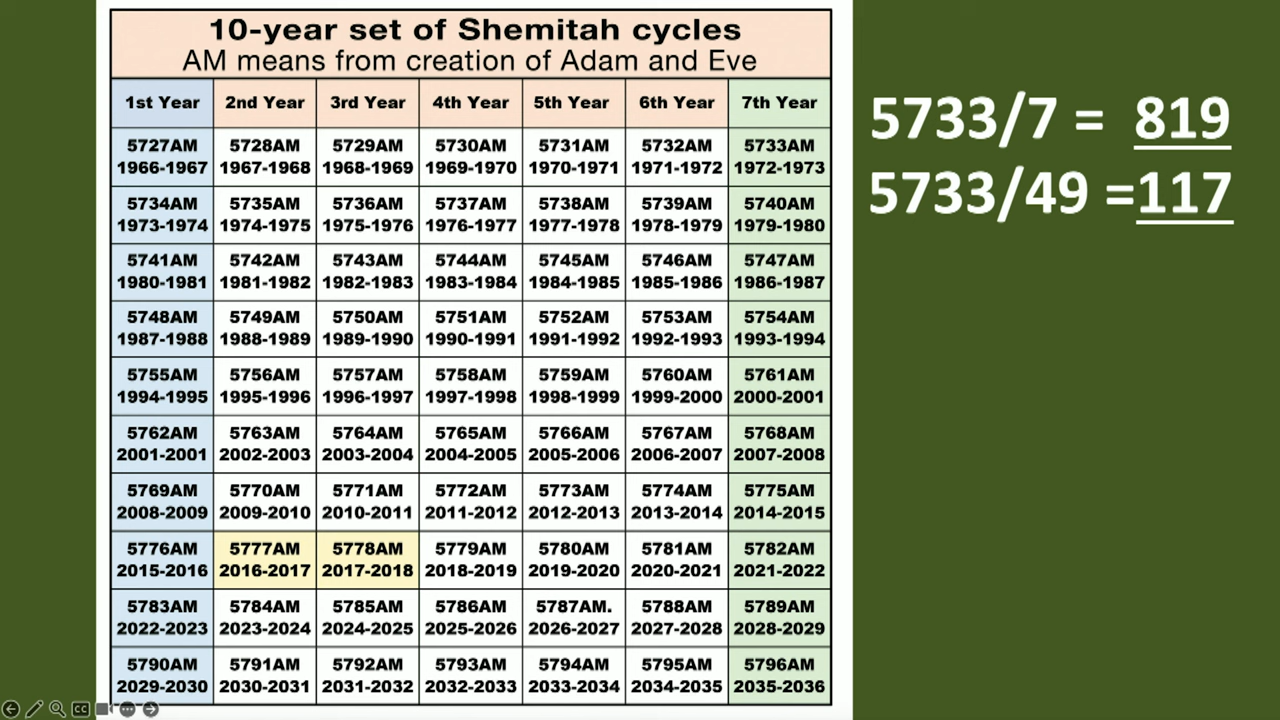 10-year set of Shemitah cycles
AM means from creation of Adam and Eve
1st Year 2nd Year 3rd Year 4th Year 5th Year 6th Year 7th Year
5727AM 5728AM 5729AM 5730AM 5731AM 5732AM 5733AM
1966-1967 1967-1968 1968-1969 1969-1970 1970-1971 1971-1972 1972-1973
5734AM 5735AM 5736AM 5737AM 5738AM 5739AM 5740AM
1973-1974 1974-1975 1975-1976 1976-1977 1977-1978 1978-1979 1979-1980
5741AM 5742AM 5743AM 5744AM 5745AM 5746AM 5747AM
1980-1981 1981-1982 1982-1983 1983-1984 1984-1985 1985-1986 1986-1987
5748AM 5749AM 5750AM 5751AM 5752AM 5753AM 5754AM
1987-1988 1988-1989 1989-1990 1990-1991 1991-1992 1992-1993 1993-1994
5755AM 5756AM 5757AM 5758AM 5759AM 5760AM 5761AM
1994-1995 1995-1996 1996-1997 1997-1998 1998-1999 1999-2000 2000-2001
5762AM 5763AM 5764AM 5765AM 5766AM 5767AM 5768AM
2001-2001 2002-2003 2003-2004 2004-2005 2005-2006 2006-2007 2007-2008
5769AM 5770AM 5771AM 5772AM 5773AM 5774AM 5775AM
2008-2009 2009-2010 2010-2011 2011-2012 2012-2013 2013-2014 2014-2015
5776AM 5777AM 5778AM 5779AM 5780AM 5781AM 5782AM
2015-2016 2016-2017 2017-2018 2018-2019 2019-2020 2020-2021 2021-2022
5783AM 5784AM 5785AM 5786AM 5787AM. 5788AM 5789AM
2022-2023 2023-2024 2024-2025 2025-2026 2026-2027 2027-2028 2028-2029
5790AM 5791AM 5792AM 5793AM 5794AM 5795AM 5796AM
2029-2030 2030-2031 2031-2032 2032-2033 2033-2034 2034-2035 2035-2036
5733/7 = 819
5733/49 =117
CC